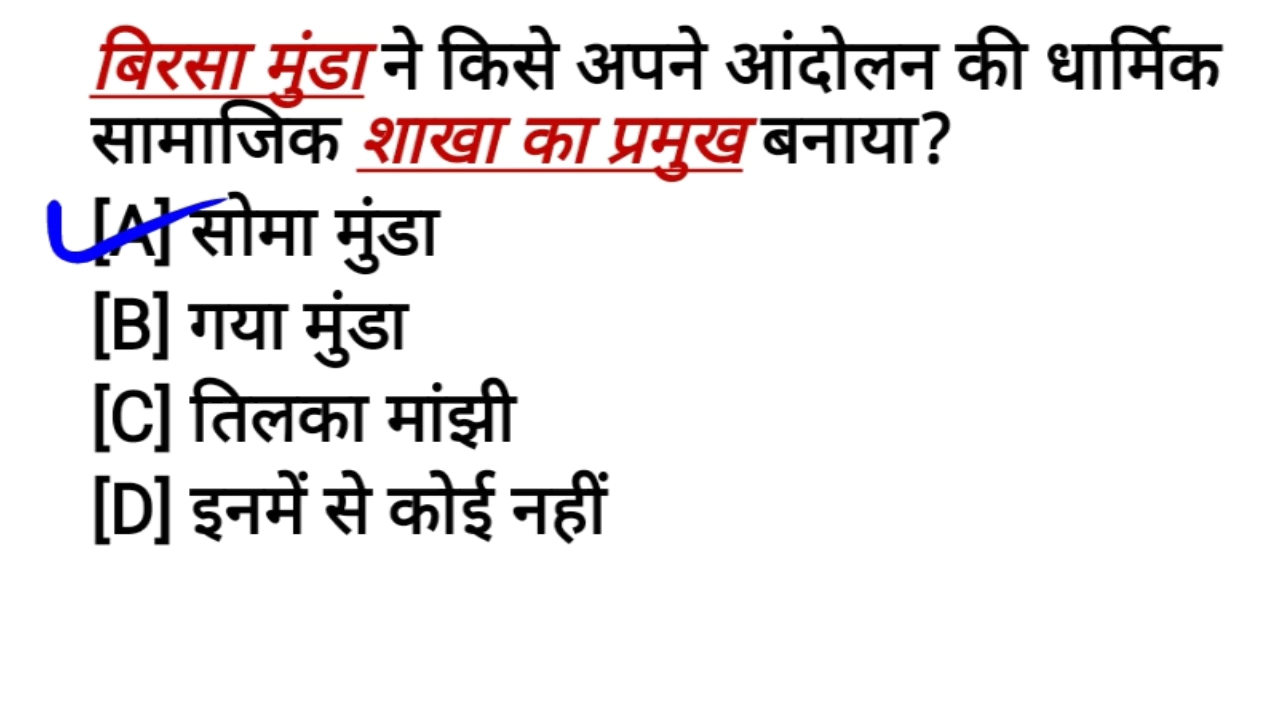 बिरसा मुंडा ने किसे अपने आंदोलन की धार्मिक
सामाजिक शाखा का प्रमुख बनाया?
[A] सोमा मुंडा
[B] गया मुंडा
[C] तिलका मांझी
[D] इनमें से कोई नहीं